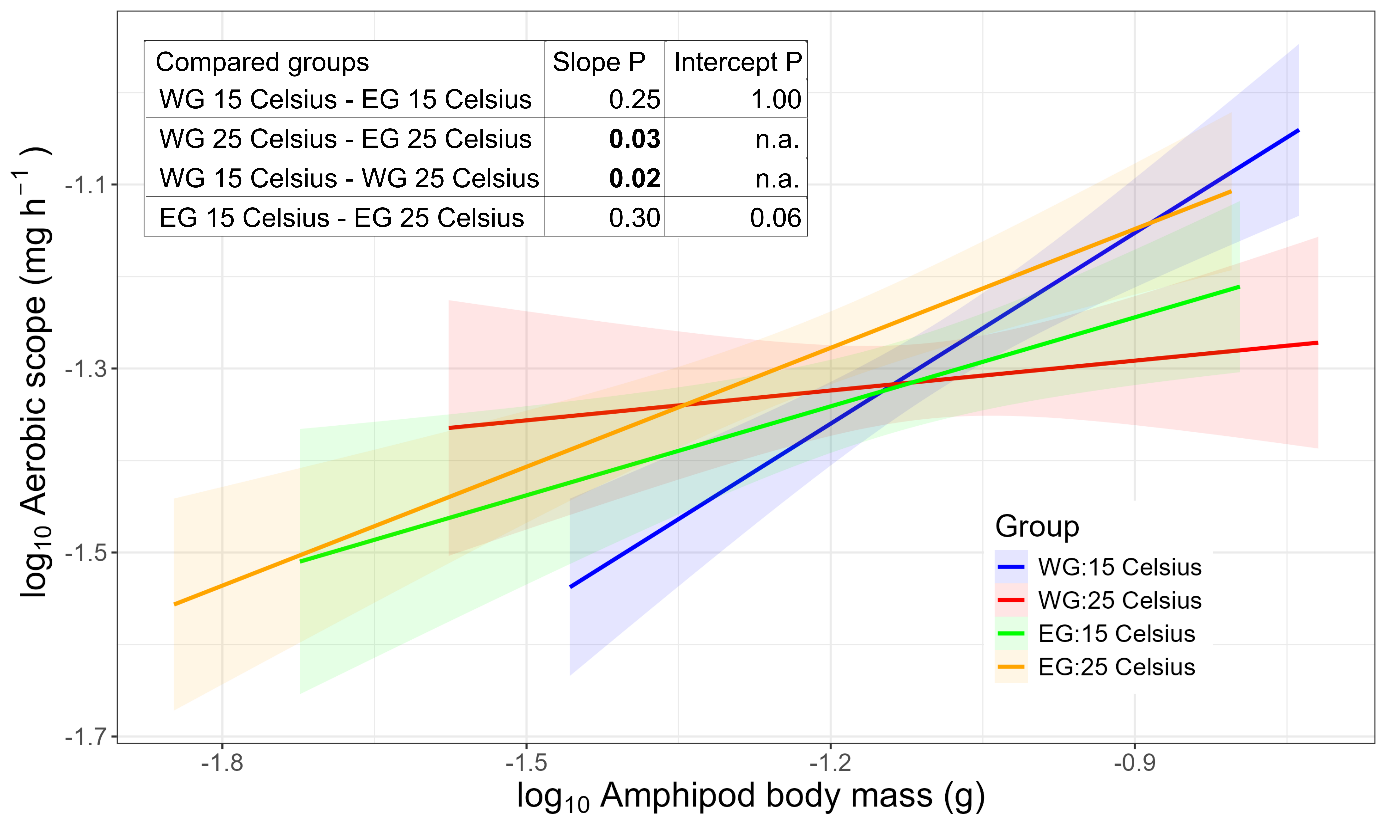 Compared groups Slope P Intercept P
WG 15 Celsius - EG 15 Celsius 0.25 1.00
WG 25 Celsius - EG 25 Celsius 0.03 n.a.
WG 15 Celsius - WG 25 Celsius 0.02 n.a.
EG 15 Celsius - EG 25 Celsius 0.30 0.06
log₁₀ Aerobic scope (mg h⁻¹ )
-1.1
-1.3
-1.5
-1.7
Group
WG:15 Celsius
WG:25 Celsius
EG:15 Celsius
EG:25 Celsius
-1.8 -1.5 -1.2 -0.9
log₁₀ Amphipod body mass (g)